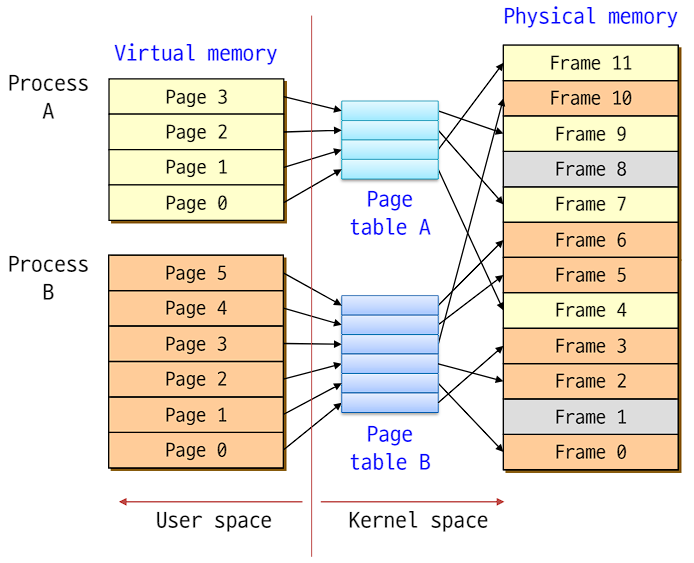 Physical memory
Virtual memory
Process
A
Page 3
Page 2
Page 1
Page 0
Page
table A
Process
B
Page 5
Page 4
Page 3
Page 2
Page 1
Page 0
Page
table B
Frame 11
Frame 10
Frame 9
Frame 8
Frame 7
Frame 6
Frame 5
Frame 4
Frame 3
Frame 2
Frame 1
Frame 0
User space
Kernel space